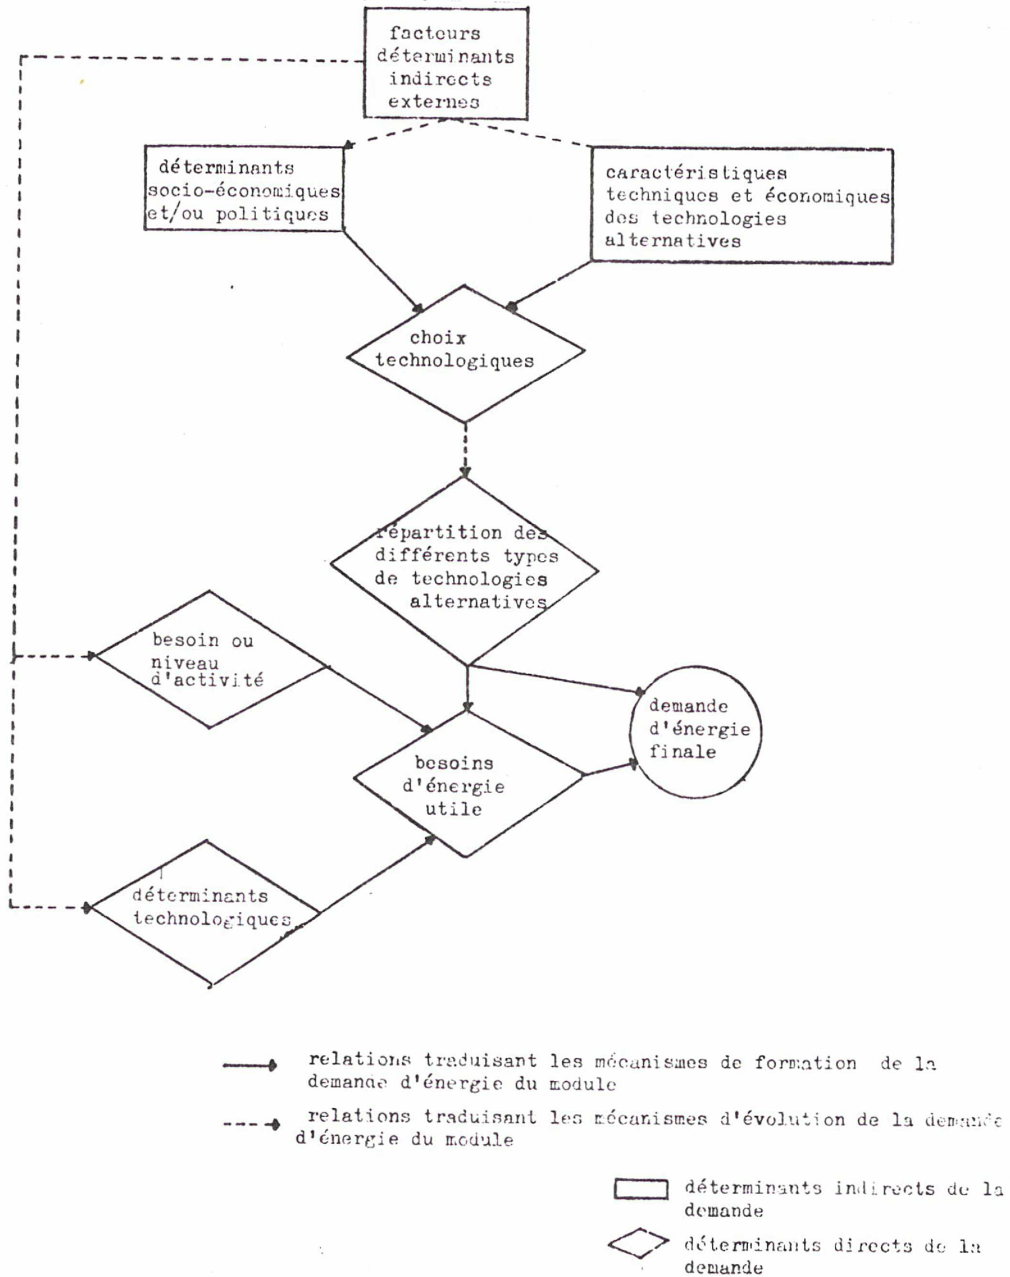 facteurs
déterminants
indirects
externes
déterminants
socio-économiques
et/ou politiques
caractéristiques
techniques et économiques
des technologies
alternatives
choix
technologiques
répartition des
différents types
de technologies
alternatives
besoin ou
niveau
d'activité
demande
d'énergie
finale
besoins
d'énergie
utile
déterminants
technologiques
relations traduisant les mécanismes de formation de la
demande d'énergie du module
relations traduisant les mécanismes d'évolution de la demande
d'énergie du module
déterminants indirects de la
demande
déterminants directs de la
demande